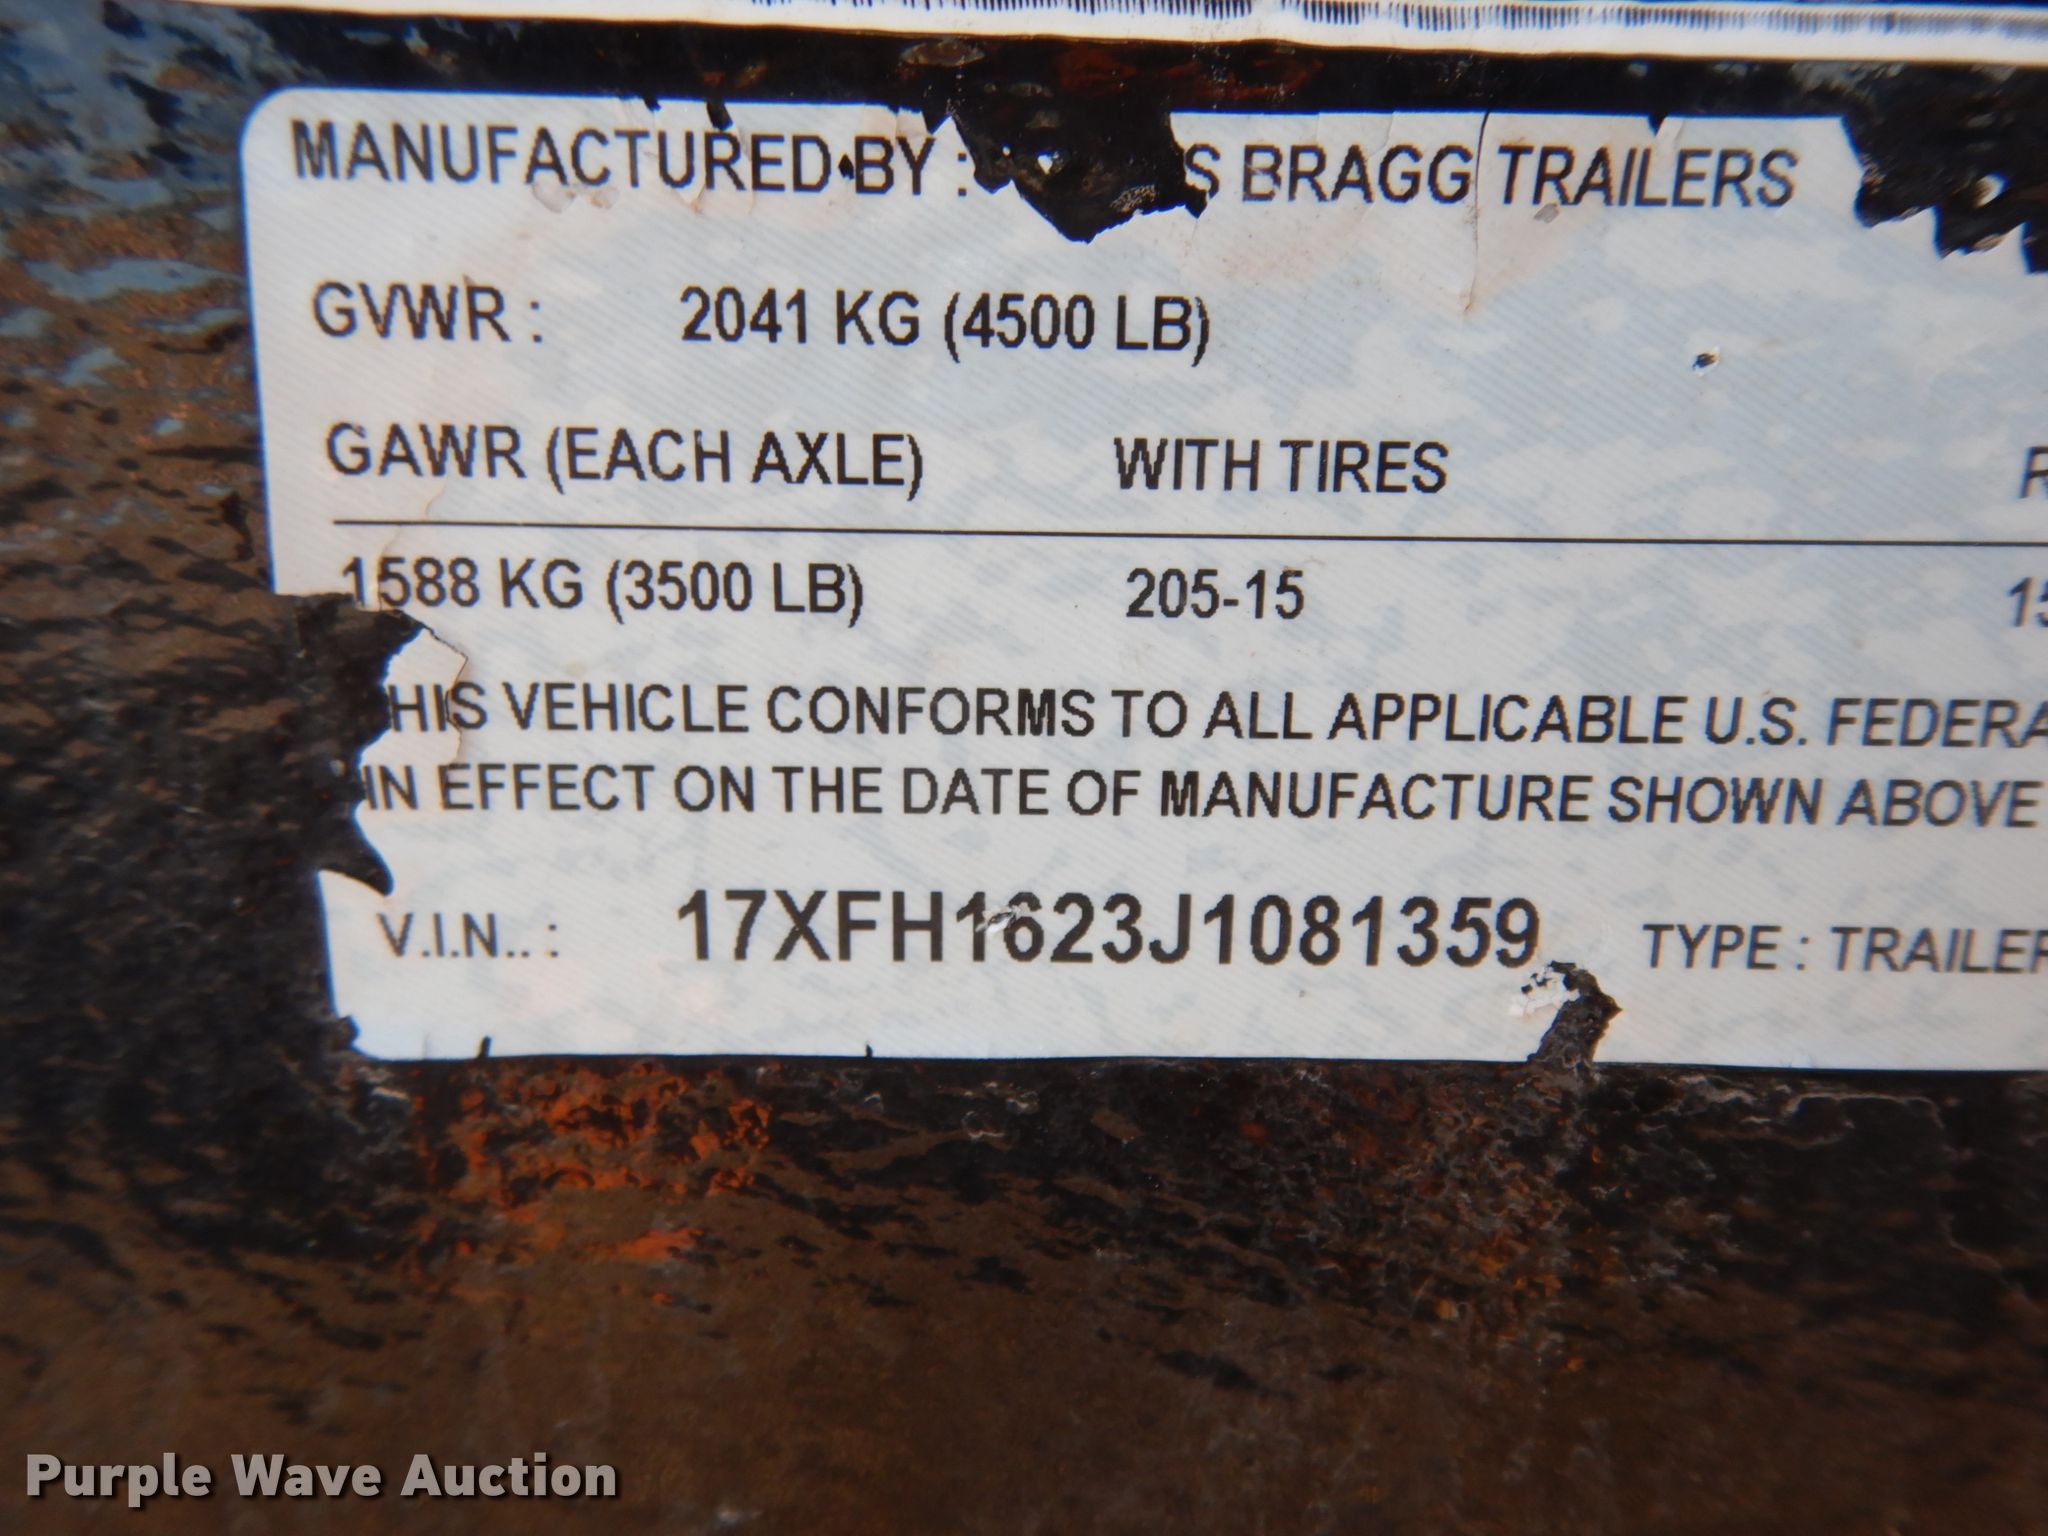 MANUFACTURED BY : BRAGG TRAILERS
GVWR : 2041 KG (4500 LB)
GAWR (EACH AXLE) WITH TIRES
1588 KG (3500 LB) 205-15
HIS VEHICLE CONFORMS TO ALL APPLICABLE U.S. FEDERA
IN EFFECT ON THE DATE OF MANUFACTURE SHOWN ABOVE
V.I.N.. : 17XFH1623J1081359 TYPE : TRAILER
Purple Wave Auction